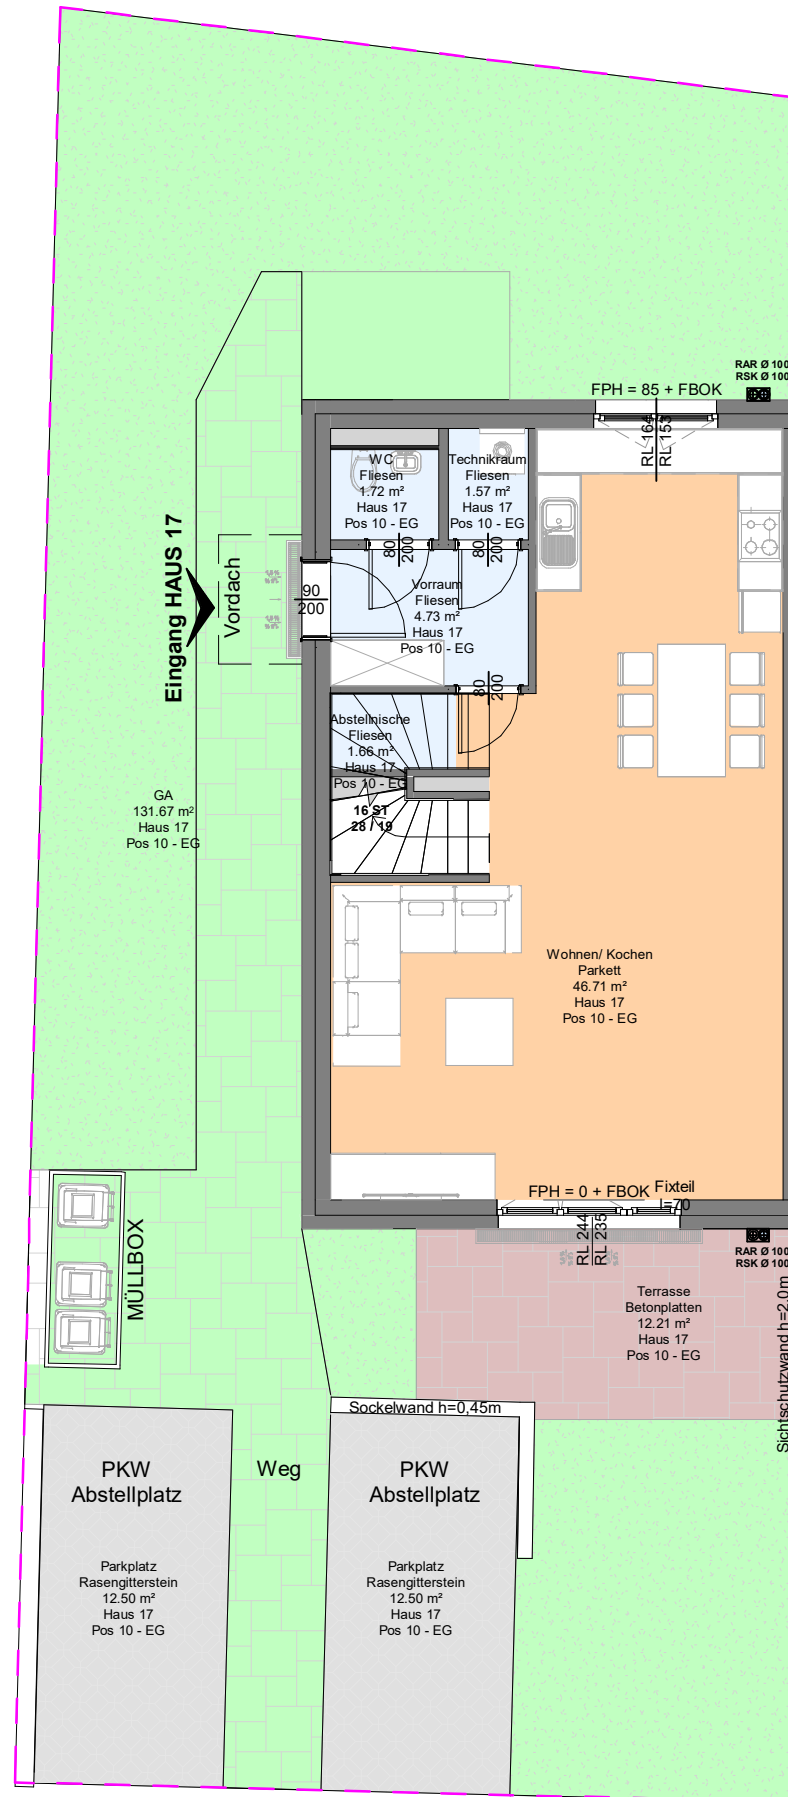 RAR Ø 100
RSK Ø 100
FPH = 85 + FBOK
RL 164
RL 153
WC
Fliesen
1.72 m²
Haus 17
Pos 10 - EG
Technikraum
Fliesen
1.57 m²
Haus 17
Pos 10 - EG
80
200
80
200
Eingang HAUS 17
Vordach
90
200
Vorraum
Fliesen
4.73 m²
Haus 17
Pos 10 - EG
80
200
Abstellnische
Fliesen
1.66 m²
Haus 17
Pos 10 - EG
16 ST
28 / 19
GA
131.67 m²
Haus 17
Pos 10 - EG
Wohnen/ Kochen
Parkett
46.71 m²
Haus 17
Pos 10 - EG
FPH = 0 + FBOK
Fixteil
l=70
RL 244
RL 235
RAR Ø 100
RSK Ø 100
MÜLLBOX
Terrasse
Betonplatten
12.21 m²
Haus 17
Pos 10 - EG
Sichtschutzwand h=2.0m
Sockelwand h=0,45m
PKW
Abstellplatz
Weg
PKW
Abstellplatz
Parkplatz
Rasengitterstein
12.50 m²
Haus 17
Pos 10 - EG
Parkplatz
Rasengitterstein
12.50 m²
Haus 17
Pos 10 - EG